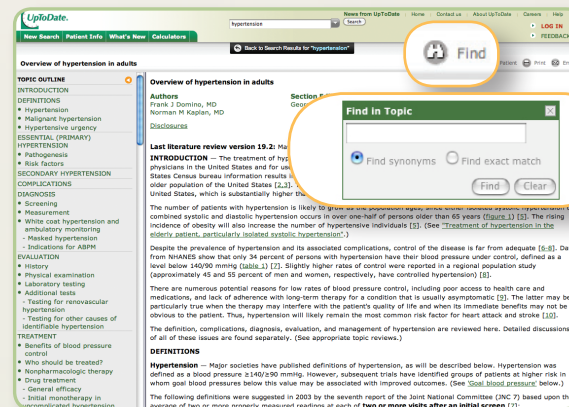 UpToDate.
News from UpToDate Home Contact us About UpToDate Careers Help
hypertension Search
LOG IN
FEEDBACK
New Search Patient Info What's New Calculators
Back to Search Results for "hypertension"
Overview of hypertension in adults
Find
Patient Print Em
TOPIC OUTLINE
INTRODUCTION
DEFINITIONS
• Hypertension
• Malignant hypertension
• Hypertensive urgency
ESSENTIAL (PRIMARY)
HYPERTENSION
• Pathogenesis
• Risk factors
SECONDARY HYPERTENSION
COMPLICATIONS
DIAGNOSIS
• Screening
• Measurement
• White coat hypertension and
ambulatory monitoring
- Masked hypertension
- Indications for ABPM
EVALUATION
• History
• Physical examination
• Laboratory testing
• Additional tests
- Testing for renovascular
hypertension
- Testing for other causes of
identifiable hypertension
TREATMENT
• Benefits of blood pressure
control
• Who should be treated?
• Nonpharmacologic therapy
• Drug treatment
- General efficacy
- Initial monotherapy in
uncomplicated hypertension
Overview of hypertension in adults
Authors
Frank J Domino, MD
Norman M Kaplan, MD
Section
Geor
Disclosures
Find in Topic
Find synonyms Find exact match
Find Clear
Last literature review version 19.2: Ma
INTRODUCTION — The treatment of hyp
physicians in the United States and for use
States Census bureau information results i
older population of the United States [2,3]. T
United States, which is substantially higher tha
The number of patients with hypertension is likely to grow as the population ages, since either isolated systolic hypertension
combined systolic and diastolic hypertension occurs in over one-half of persons older than 65 years (figure 1) [5]. The rising
incidence of obesity will also increase the number of hypertensive individuals [5]. (See "Treatment of hypertension in the
elderly patient, particularly isolated systolic hypertension".)
Despite the prevalence of hypertension and its associated complications, control of the disease is far from adequate [6-8]. Da
from NHANES show that only 34 percent of persons with hypertension have their blood pressure under control, defined as a
level below 140/90 mmHg (table 1) [7]. Slightly higher rates of control were reported in a regional population study
(approximately 45 and 55 percent of men and women, respectively, have controlled hypertension) [8].
There are numerous potential reasons for low rates of blood pressure control, including poor access to health care and
medications, and lack of adherence with long-term therapy for a condition that is usually asymptomatic [9]. The latter may be
particularly true when the therapy may interfere with the patient's quality of life and when its immediate benefits may not be
obvious to the patient. Thus, hypertension will likely remain the most common risk factor for heart attack and stroke [10].
The definition, complications, diagnosis, evaluation, and management of hypertension are reviewed here. Detailed discussions
of all of these issues are found separately. (See appropriate topic reviews.)
DEFINITIONS
Hypertension — Major societies have published definitions of hypertension, as will be described below. Hypertension was
defined as a blood pressure ≥140/≥90 mmHg. However, subsequent trials have identified groups of patients at higher risk in
whom goal blood pressures below this value may be associated with improved outcomes. (See 'Goal blood pressure' below.)
The following definitions were suggested in 2003 by the seventh report of the Joint National Committee (JNC 7) based upon th
average of two or more properly measured readings at each of two or more visits after an initial screen [7]: